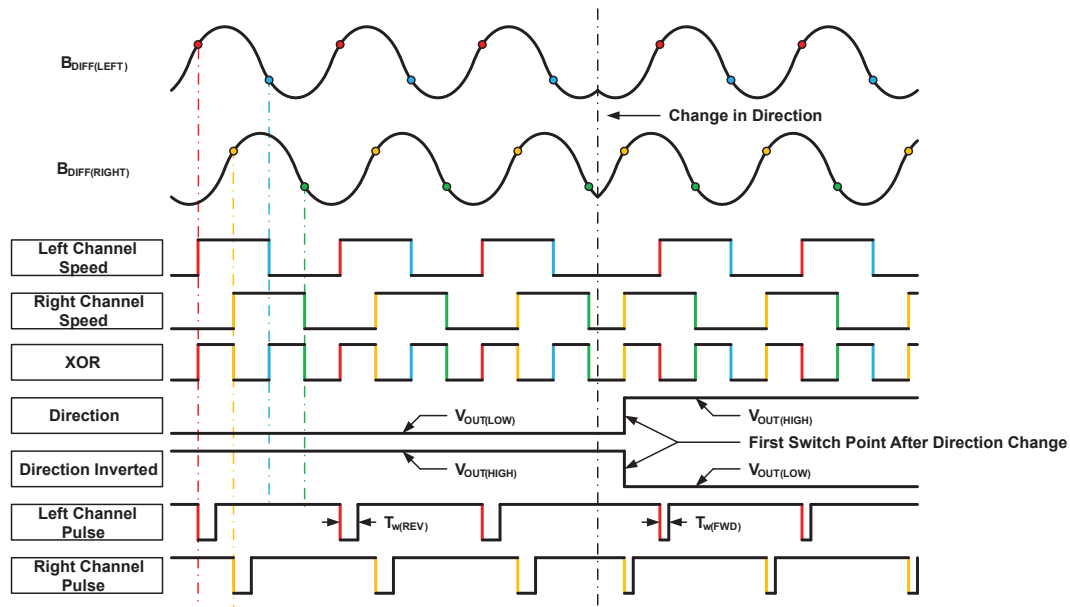 B DIFF(LEFT)
Change in Direction
B DIFF(RIGHT)
Left Channel
Speed
Right Channel
Speed
XOR
Direction
VOUT(LOW)
VOUT(HIGH)
First Switch Point After Direction Change
Direction Inverted
VOUT(HIGH)
VOUT(LOW)
Left Channel
Pulse
Tw(REV)
Tw(FWD)
Right Channel
Pulse